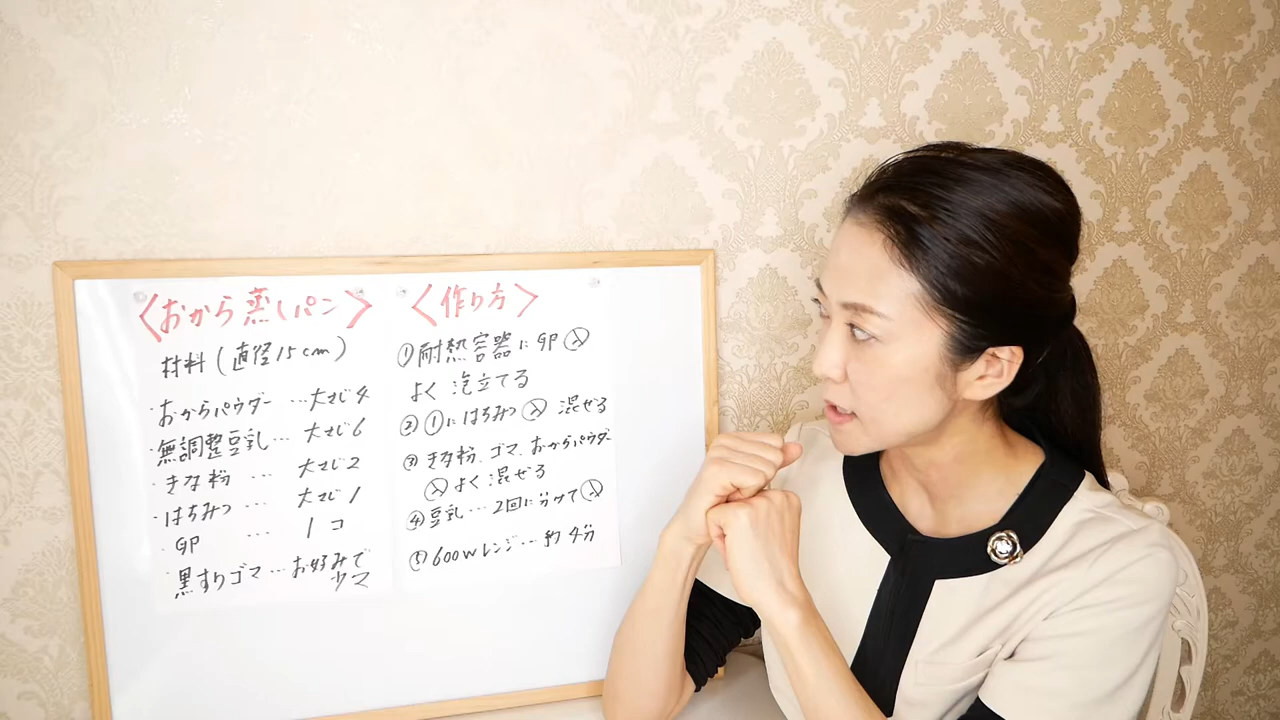 〈おから蒸しパン〉
材料(直径15cm)
・おからパウダー…大さじ4
・無調整豆乳…大さじ6
・きな粉…大さじ2
・はちみつ…大さじ1
・卵…1コ
・黒すりゴマ…お好みで
少々
〈作り方〉
①耐熱容器に卵㋳
よく泡立てる
②①にはちみつ㋳混ぜる
③きな粉、ゴマ、おからパウダー
㋳よく混ぜる
④豆乳…2回に分けて㋳
⑤600wレンジ…約4分